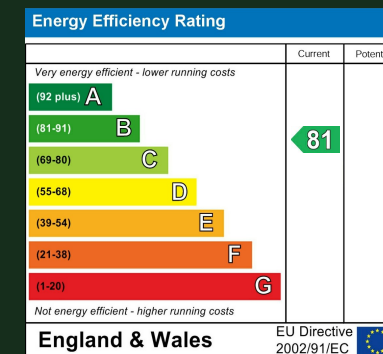 Energy Efficiency Rating
Current Potent
Very energy efficient - lower running costs
(92 plus) A
(81-91) B
81
(69-80) C
(55-68) D
(39-54) E
(21-38) F
(1-20) G
Not energy efficient - higher running costs
England & Wales
EU Directive
2002/91/EC